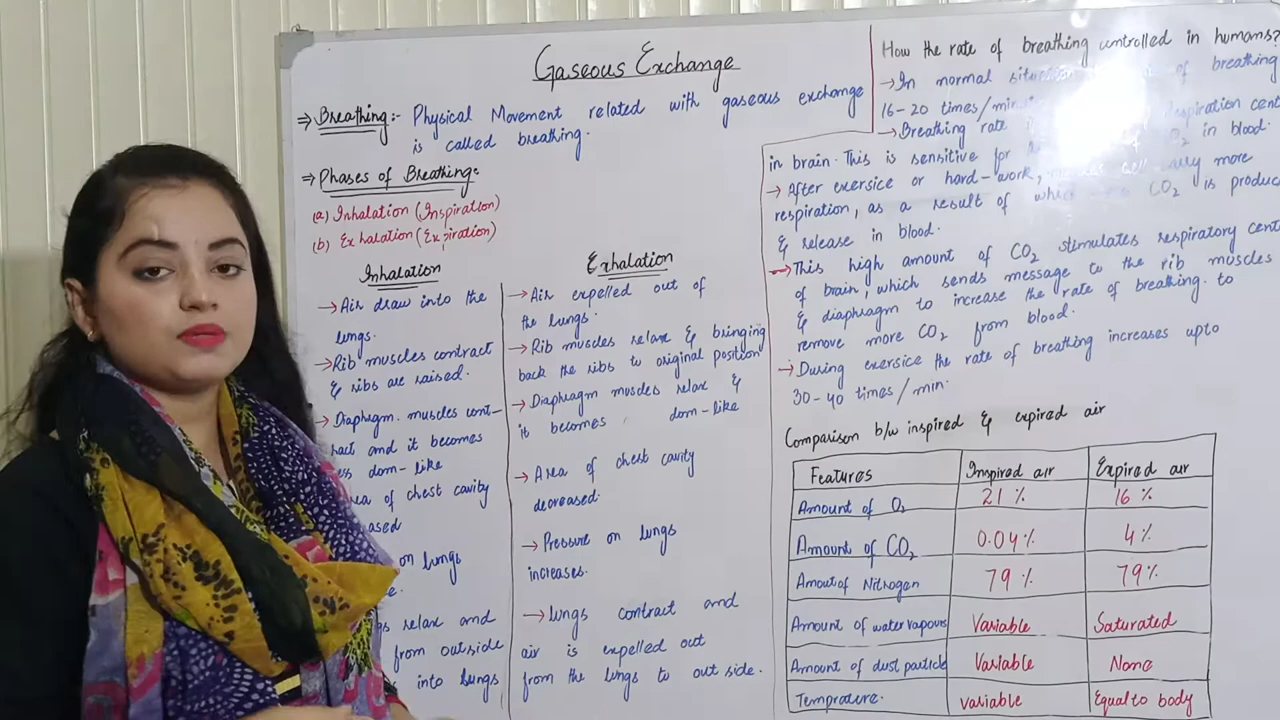 Gaseous Exchange
⇒ Breathing:- Physical Movement related with gaseous exchange
is called breathing.
⇒ Phases of Breathing:
(a) Inhalation (Inspiration)
(b) Exhalation (Expiration)
Inhalation
→ Air draw into the
lungs.
→ Rib muscles contract
& ribs are raised.
→ Diaphragm. muscles cont-
ract and it becomes
dom-like
of chest cavity
on lungs
relax and
from outside
into lungs
Exhalation
→ Air expelled out of
the lungs.
→ Rib muscles relax & bringing
back the ribs to original position
→ Diaphragm muscles relax &
it becomes dom-like
→ Area of chest cavity
decreased.
→ Pressure on lungs
increases.
→ lungs contract and
air is expelled out
from the lungs to out side.
How the rate of breathing controlled in humans?
→ In normal of breathing
16-20 times/min
→ Breathing rate
in brain. This is sensitive for in blood.
→ After exersice or hard-work, more
respiration, as a result of CO₂ is
& release in blood.
→ This high amount of CO₂ stimulates respiratory
of brain, which sends message to the rib muscles
& diaphragm to increase the rate of breathing. to
remove more CO₂ from blood.
→ During exersice the rate of breathing increases upto
30-40 times/min.
Comparison b/w inspired & expired air
Features Inspired air Expired air
Amount of O₂ 21 % 16 %
Amount of CO₂ 0.04% 4%
Amout of Nitrogen 79 % 79%
Amount of water vapours Variable Saturated
Amount of dust particle Variable None
Temprature. variable Equal to body